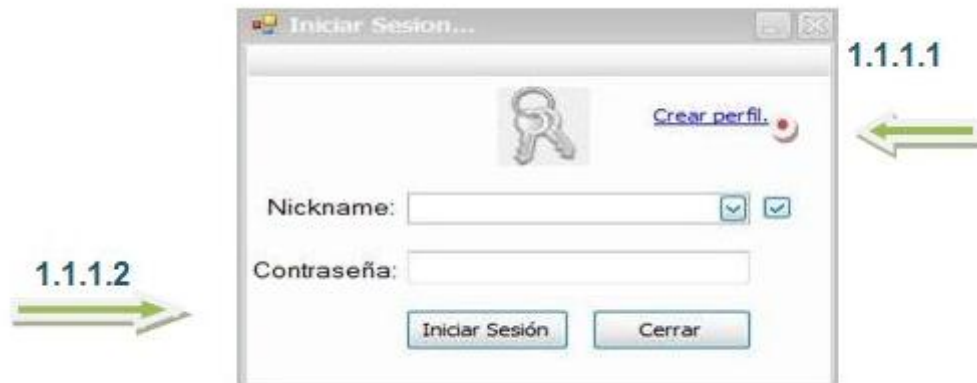 Iniciar Sesion...
1.1.1.1
Crear perfil.
Nickname:
Contraseña:
1.1.1.2
Iniciar Sesión
Cerrar